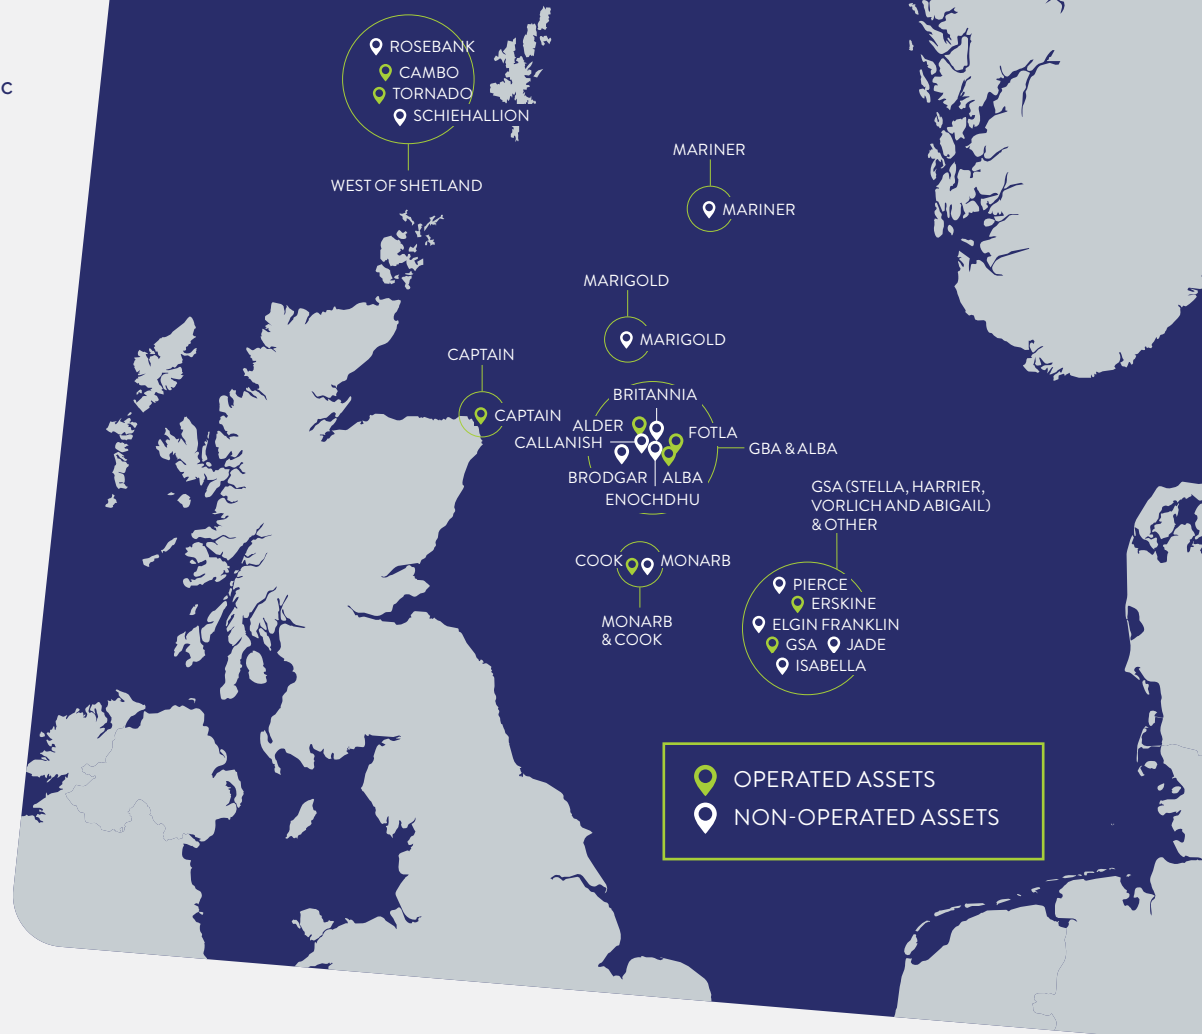 C
ROSEBANK
CAMBO
TORNADO
SCHIEHALLION
WEST OF SHETLAND
MARINER
MARINER
MARIGOLD
MARIGOLD
CAPTAIN
CAPTAIN
BRITANNIA
ALDER
FOTLA
CALLANISH
GBA & ALBA
BRODGAR
ALBA
ENOCHDHU
GSA (STELLA, HARRIER,
VORLICH AND ABIGAIL)
& OTHER
COOK
MONARB
MONARB
& COOK
PIERCE
ERSKINE
ELGIN FRANKLIN
GSA
JADE
ISABELLA
OPERATED ASSETS
NON-OPERATED ASSETS